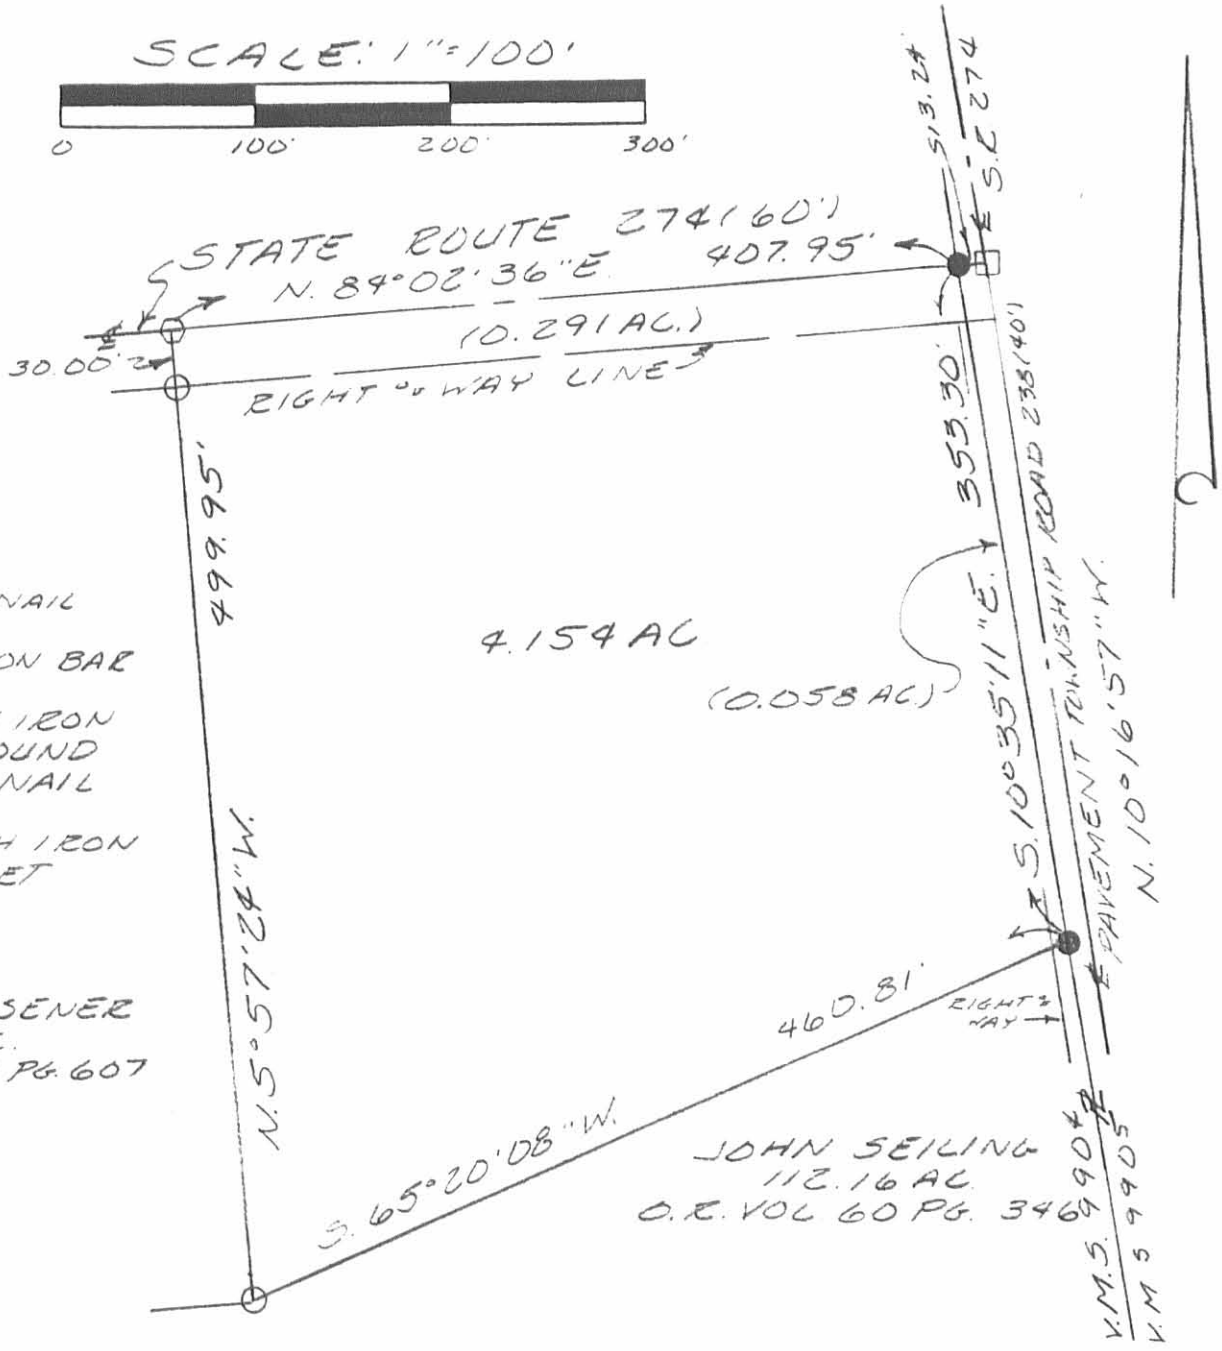 SCALE: 1"=100'
0 100' 200' 300'
S13.24
S.R 274
STATE ROUTE 274 (60')
N. 84°02'36"E. 407.95'
(0.291 AC.)
30.00'
RIGHT OF WAY LINE
499.95'
353.30'
S. 10°35'11"E.
PAVEMENT TOWNSHIP ROAD 238 (40')
N. 10°16'57"W.
NAIL
ON BAR
IRON
OUND
NAIL
H IRON
ET
4.154 AC
(0.058 AC.)
N.5°57'42"W.
SENER
PG. 607
460.81'
RIGHT
WAY
S. 65°20'08"W.
JOHN SEILING
112.16 AC.
O.R. VOL 60 PG. 346
V.M.S. 9904
V.M S 9905